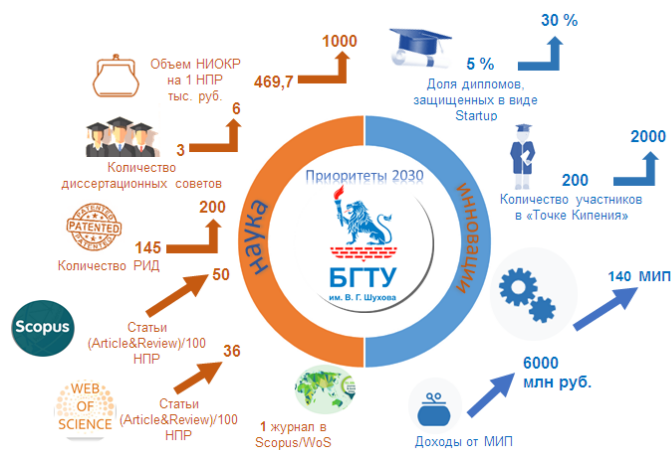 Объем НИОКР
на 1 НПР
тыс. руб.
469,7
1000
5 %
30 %
Доля дипломов,
защищенных в виде
Startup
6
3
Количество
диссертационных советов
2000
200
Количество участников
в «Точке Кипения»
Приоритеты 2030
наука
инновации
БГТУ
им. В. Г. Шухова
PATENTED
PATENTED
PATENTED
200
145
Количество РИД
50
Scopus
Статьи
(Article&Review)/100
НПР
140 МИП
36
WEB
OF
SCIENCE
Статьи
(Article&Review)/100
НПР
1 журнал в
Scopus/WoS
6000
млн руб.
Доходы от МИП